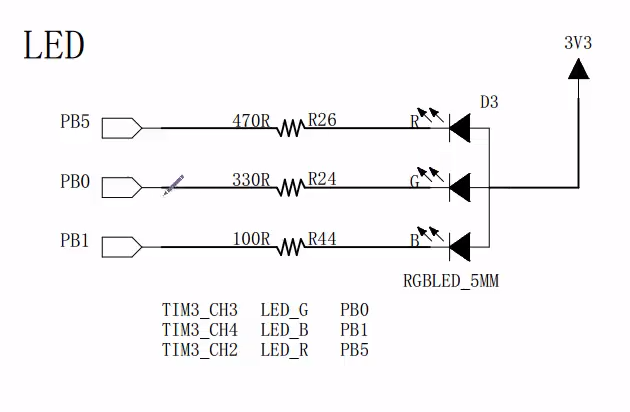 LED
3V3
D3
PB5 470R R26 R
PB0 330R R24 G
PB1 100R R44 B
RGBLED_5MM
TIM3_CH3 LED_G PB0
TIM3_CH4 LED_B PB1
TIM3_CH2 LED_R PB5